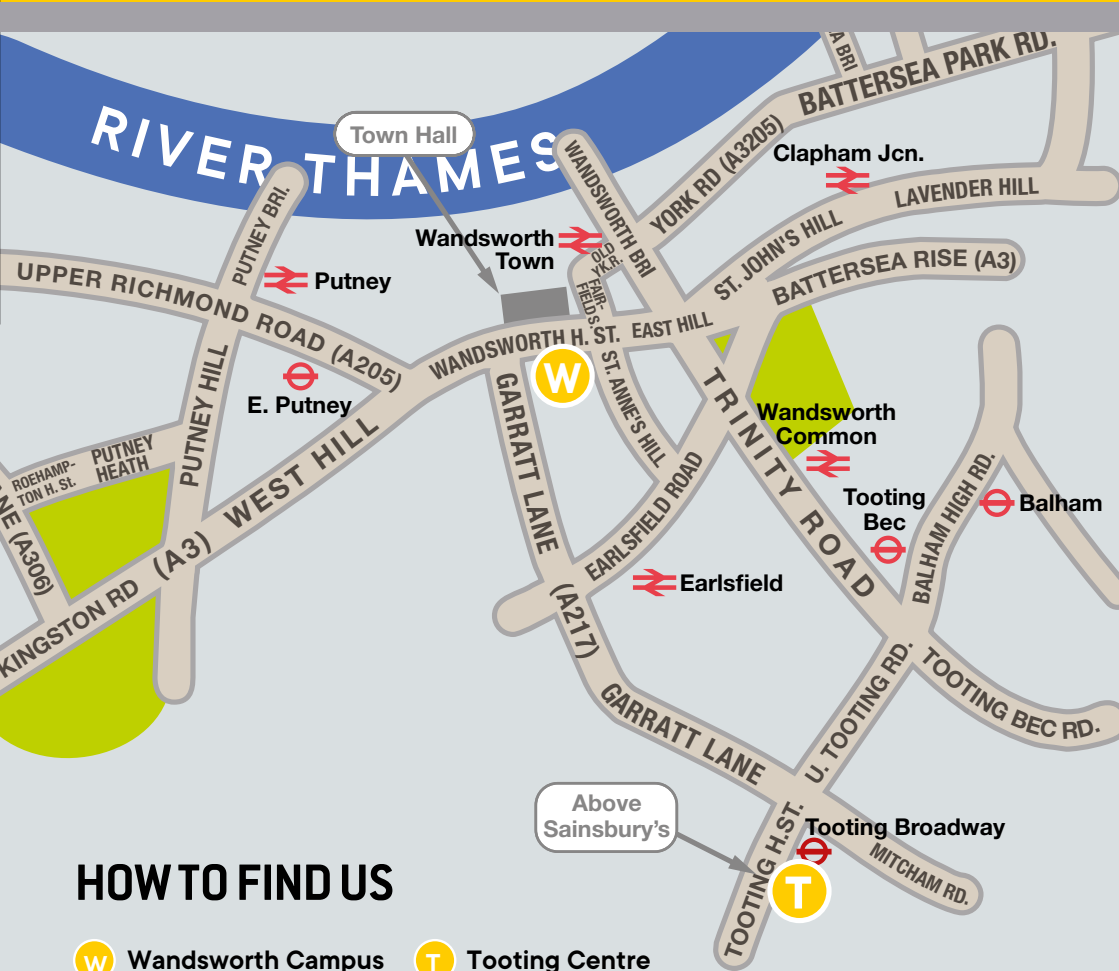 A BRI
BATTERSEA PARK RD.
RIVER THAMES
Town Hall
WANDSWORTH BRI
YORK RD (A3205)
Clapham Jcn.
LAVENDER HILL
PUTNEY BRI.
Wandsworth
Town
OLD
YK.R.
ST. JOHN'S HILL
BATTERSEA RISE (A3)
UPPER RICHMOND ROAD (A205)
Putney
FAIR-
FIELD S.
WANDSWORTH H. ST.
EAST HILL
E. Putney
PUTNEY HILL
W
GARRATT LANE
ST. ANNE'S HILL
TRINITY ROAD
Wandsworth
Common
ROEHAMP-
TON H. St.
PUTNEY
HEATH
WEST HILL
NE (A306)
(A3)
KINGSTON RD
EARLSFIELD ROAD
Tooting
Bec
BALHAM HIGH RD.
Balham
Earlsfield
(A217)
GARRATT LANE
U. TOOTING RD.
TOOTING BEC RD.
Above
Sainsbury's
TOOTING H.ST.
Tooting Broadway
MITCHAM RD.
T
HOW TO FIND US
W Wandsworth Campus
T Tooting Centre